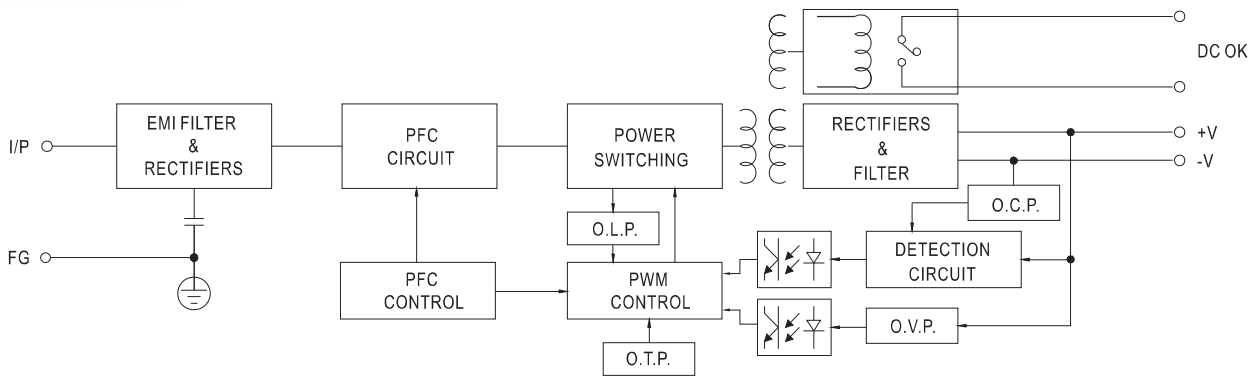 DC OK
I/P
EMI FILTER
&
RECTIFIERS
PFC
CIRCUIT
POWER
SWITCHING
RECTIFIERS
&
FILTER
+V
-V
O.C.P.
O.L.P.
FG
PFC
CONTROL
PWM
CONTROL
DETECTION
CIRCUIT
O.V.P.
O.T.P.